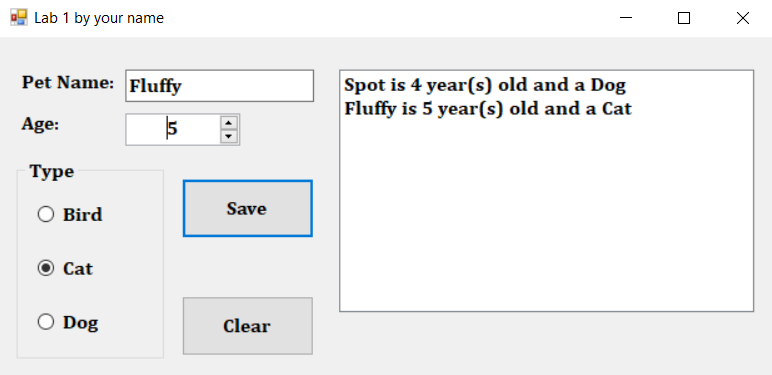 Lab 1 by your name
Pet Name:
Fluffy
Age:
5
Type
Bird
Cat
Dog
Save
Clear
Spot is 4 year(s) old and a Dog
Fluffy is 5 year(s) old and a Cat